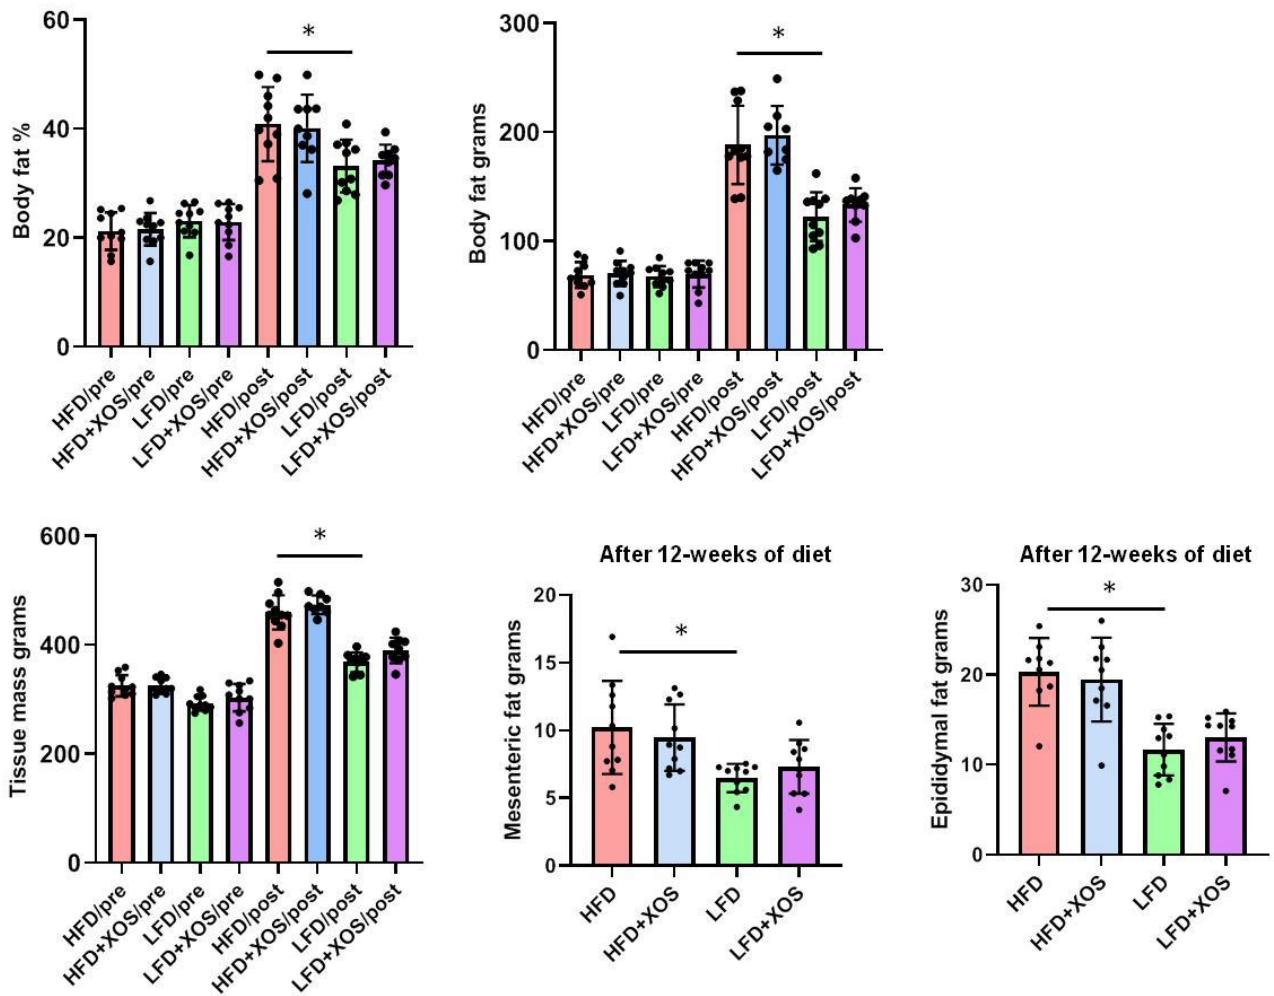 60
40
20
0
Body fat %
*
HFD/pre
HFD+XOS/pre
LFD/pre
LFD+XOS/pre
HFD/post
HFD+XOS/post
LFD/post
LFD+XOS/post
300
200
100
0
Body fat grams
*
HFD/pre
HFD+XOS/pre
LFD/pre
LFD+XOS/pre
HFD/post
HFD+XOS/post
LFD/post
LFD+XOS/post
600
400
200
0
Tissue mass grams
*
HFD/pre
HFD+XOS/pre
LFD/pre
LFD+XOS/pre
HFD/post
HFD+XOS/post
LFD/post
LFD+XOS/post
After 12-weeks of diet
20
15
10
5
0
Mesenteric fat grams
*
HFD
HFD+XOS
LFD
LFD+XOS
After 12-weeks of diet
30
20
10
0
Epididymal fat grams
*
HFD
HFD+XOS
LFD
LFD+XOS